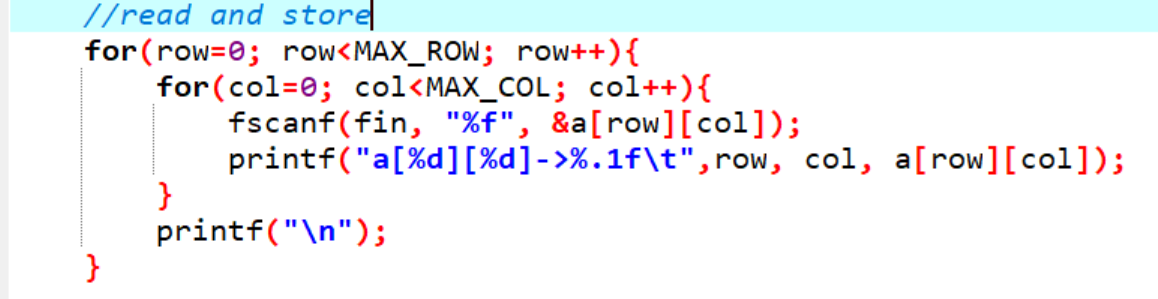 //read and store
for(row=0; row<MAX_ROW; row++){
for(col=0; col<MAX_COL; col++){
fscanf(fin, "%f", &a[row][col]);
printf("a[%d][%d]->%.1f\t",row, col, a[row][col]);
}
printf("\n");
}